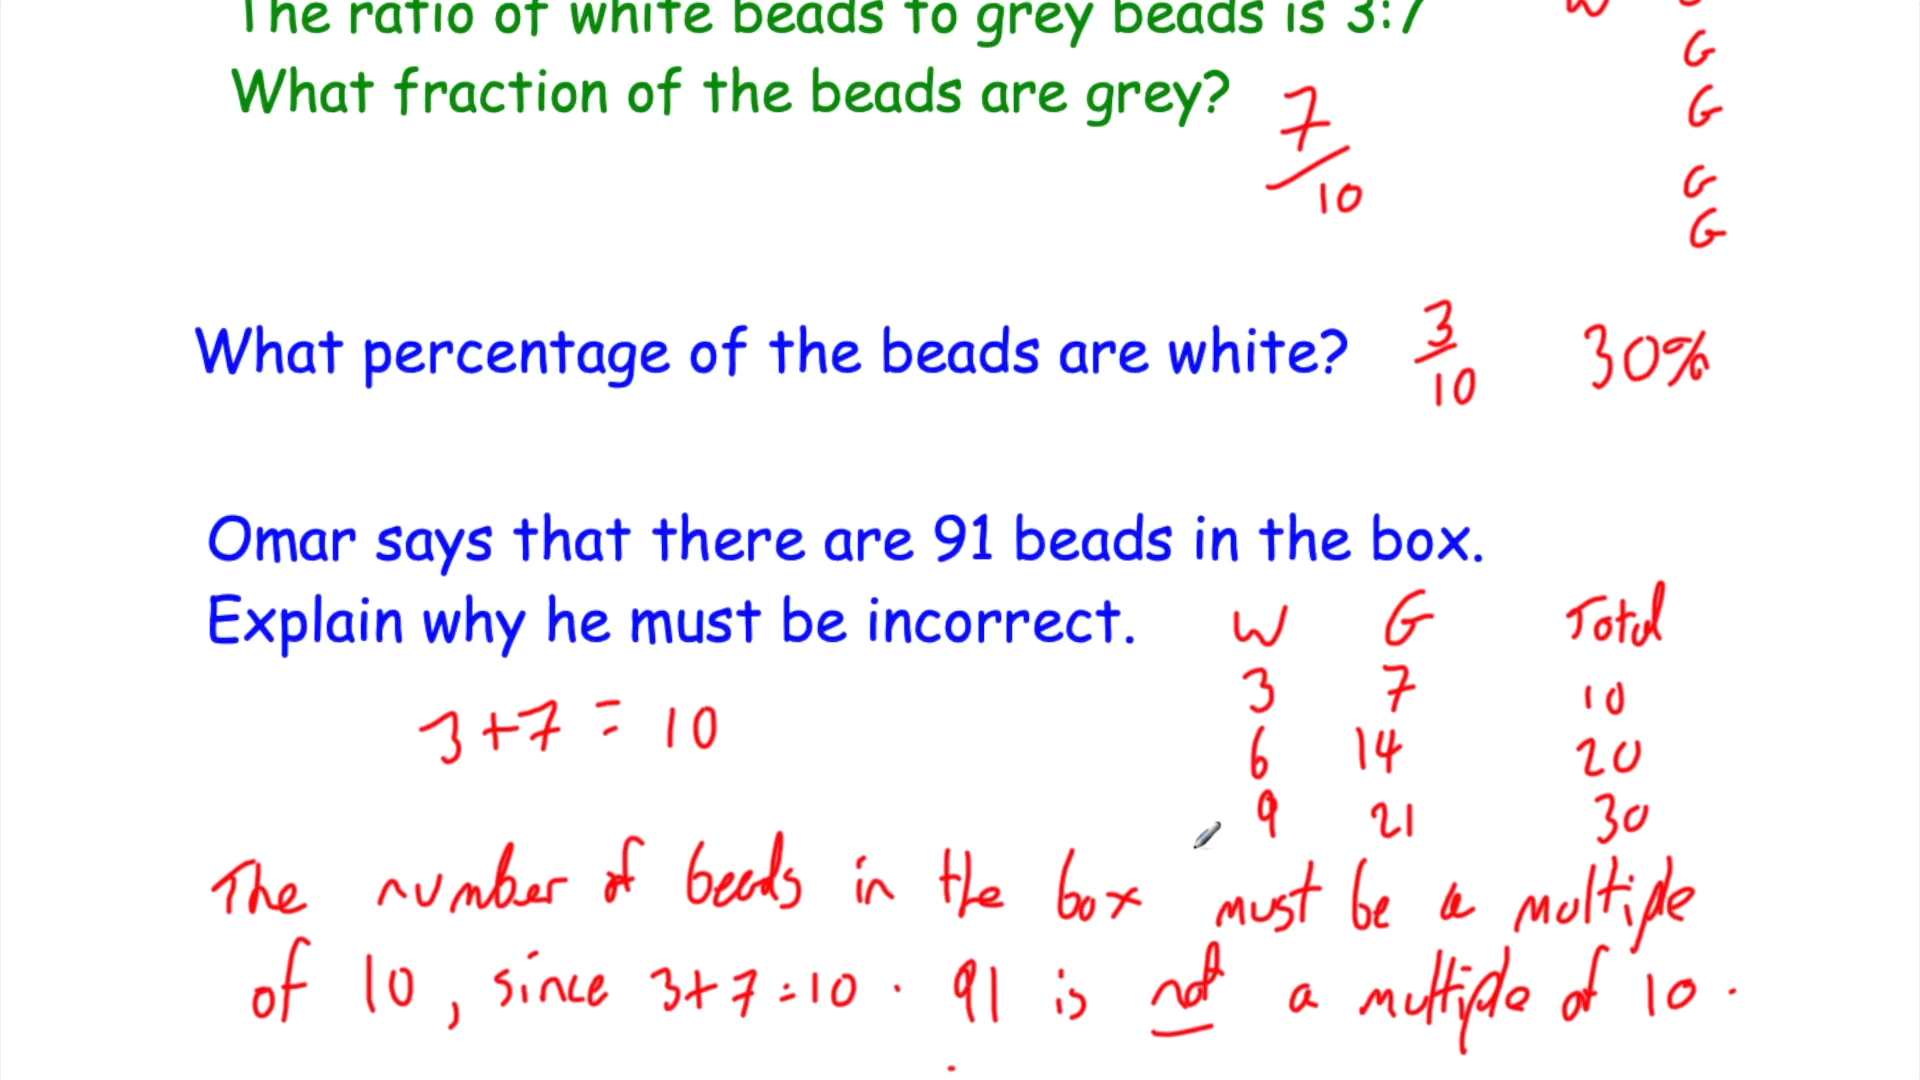 The ratio of white beads to grey beads is 3:7
W
G
What fraction of the beads are grey?
7/10
G
G
G
What percentage of the beads are white?
3/10
30%
Omar says that there are 91 beads in the box.
Explain why he must be incorrect.
W G Total
3 7 10
3+7 = 10
6 14 20
9 21 30
The number of beads in the box must be a multiple
of 10, since 3+7=10. 91 is not a multiple of 10.